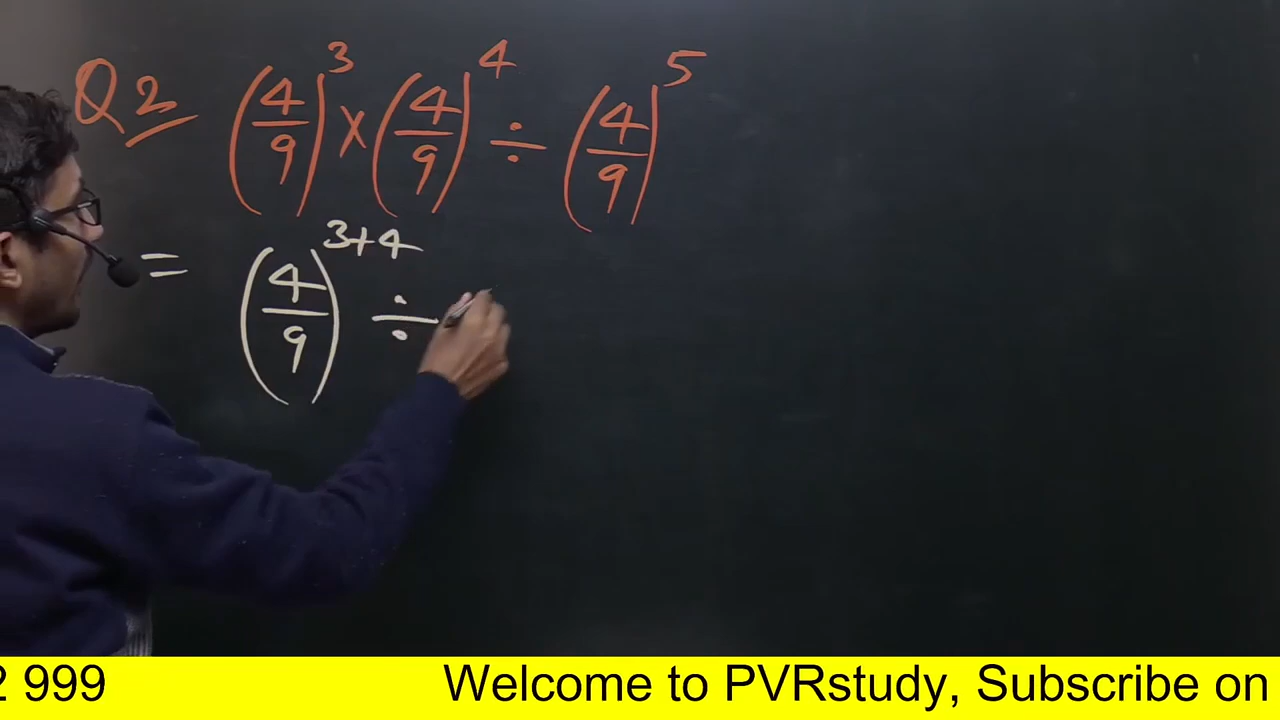 Q 2 (4/9)^3 × (4/9)^4 ÷ (4/9)^5
= (4/9)^3+4 ÷
2 999 Welcome to PVRstudy, Subscribe on